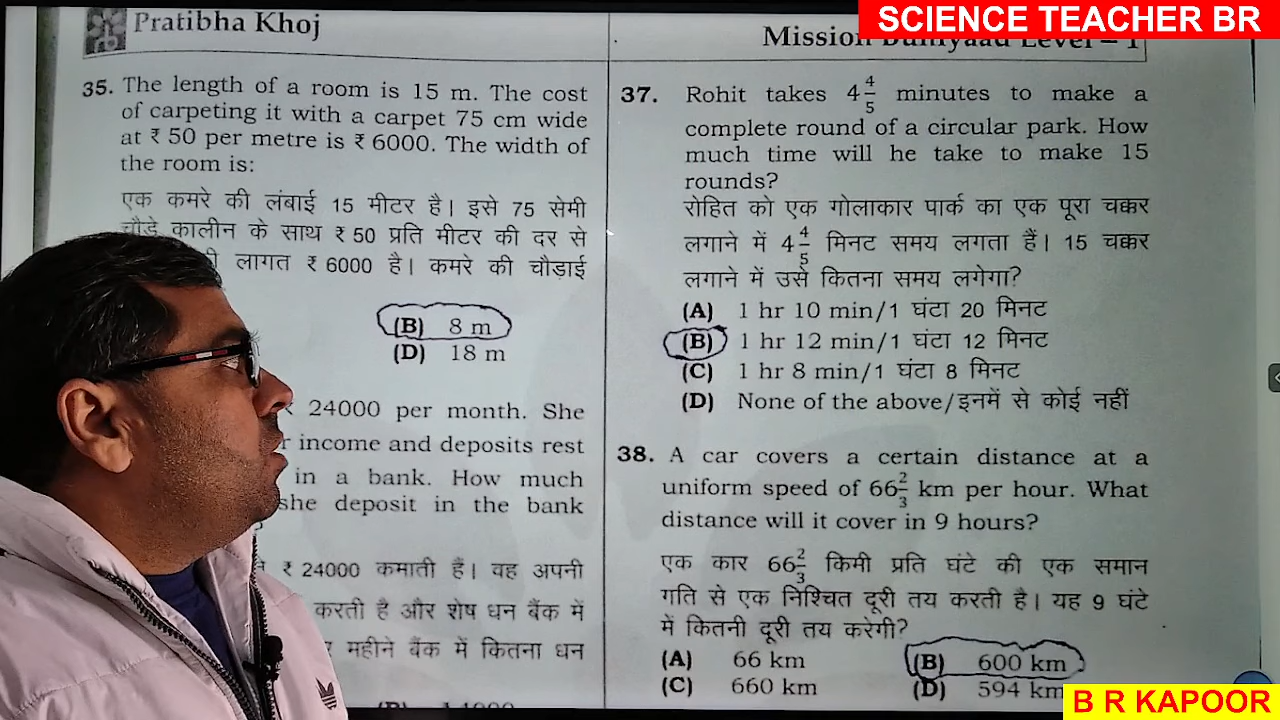 SCIENCE TEACHER BR
Pratibha Khoj
Mission Level – 1
35. The length of a room is 15 m. The cost
of carpeting it with a carpet 75 cm wide
at ₹ 50 per metre is ₹ 6000. The width of
the room is:
एक कमरे की लंबाई 15 मीटर है। इसे 75 सेमी
चौड़े कालीन के साथ ₹ 50 प्रति मीटर की दर से
लागत ₹ 6000 है। कमरे की चौड़ाई
(B) 8 m
(D) 18 m
24000 per month. She
income and deposits rest
in a bank. How much
she deposit in the bank
₹ 24000 कमाती हैं। वह अपनी
करती है और शेष धन बैंक में
महीने बैंक में कितना धन
37. Rohit takes 4 4/5 minutes to make a
complete round of a circular park. How
much time will he take to make 15
rounds?
रोहित को एक गोलाकार पार्क का एक पूरा चक्कर
लगाने में 4 4/5 मिनट समय लगता हैं। 15 चक्कर
लगाने में उसे कितना समय लगेगा?
(A) 1 hr 10 min/1 घंटा 20 मिनट
(B) 1 hr 12 min/1 घंटा 12 मिनट
(C) 1 hr 8 min/1 घंटा 8 मिनट
(D) None of the above/इनमें से कोई नहीं
38. A car covers a certain distance at a
uniform speed of 66 2/3 km per hour. What
distance will it cover in 9 hours?
एक कार 66 2/3 किमी प्रति घंटे की एक समान
गति से एक निश्चित दूरी तय करती है। यह 9 घंटे
में कितनी दूरी तय करेगी?
(A) 66 km (B) 600 km
(C) 660 km (D) 594 km
B R KAPOOR